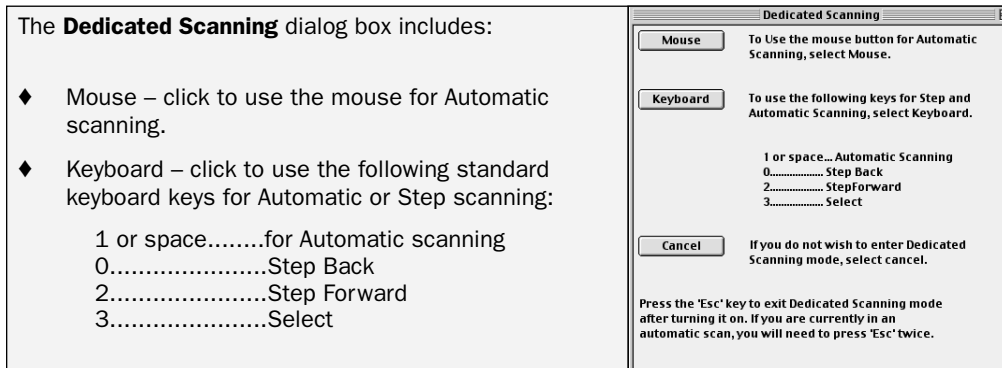 The Dedicated Scanning dialog box includes:
♦ Mouse – click to use the mouse for Automatic
scanning.
♦ Keyboard – click to use the following standard
keyboard keys for Automatic or Step scanning:
1 or space........for Automatic scanning
0......................Step Back
2......................Step Forward
3......................Select
Dedicated Scanning
Mouse
To Use the mouse button for Automatic
Scanning, select Mouse.
Keyboard
To use the following keys for Step and
Automatic Scanning, select Keyboard.
1 or space... Automatic Scanning
0.................. Step Back
2.................. StepForward
3.................. Select
Cancel
If you do not wish to enter Dedicated
Scanning mode, select cancel.
Press the 'Esc' key to exit Dedicated Scanning mode
after turning it on. If you are currently in an
automatic scan, you will need to press 'Esc' twice.